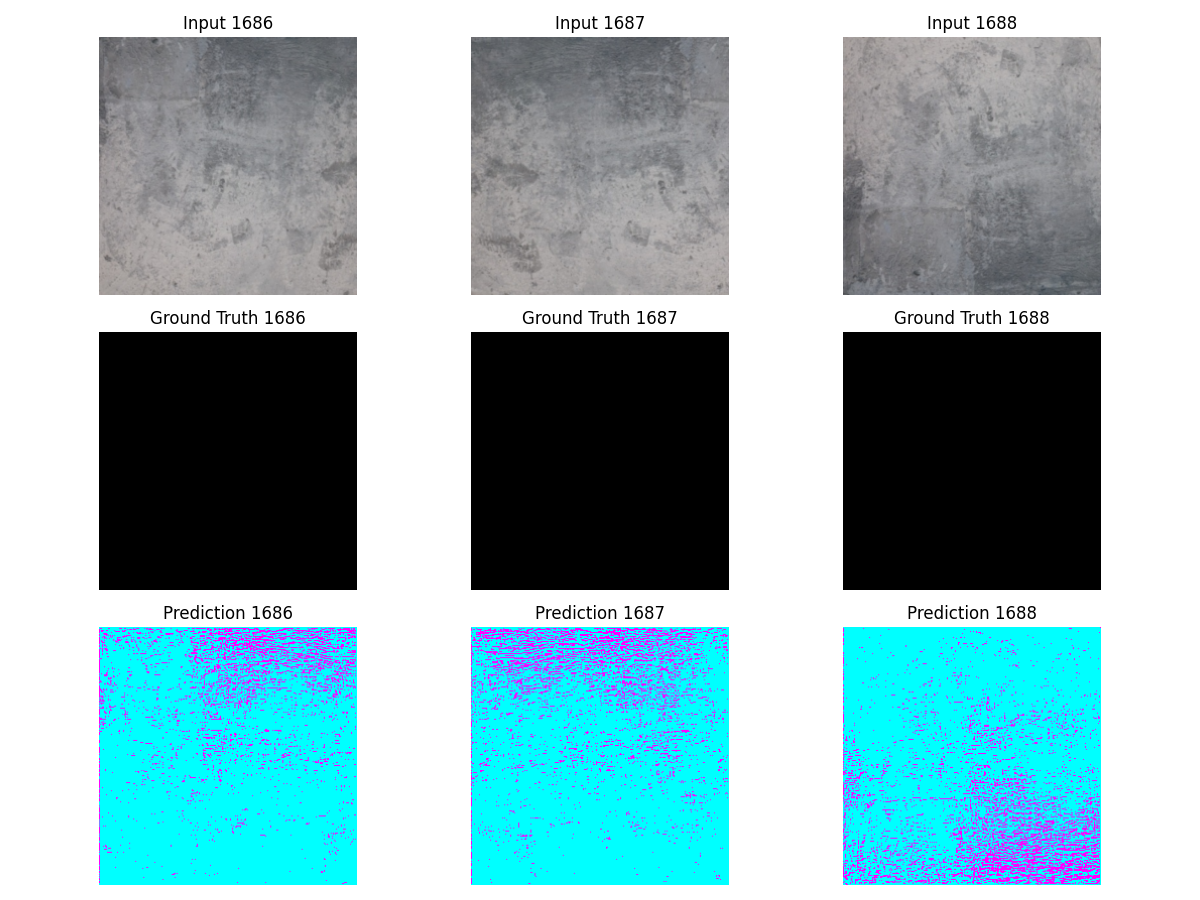 Input 1686
Input 1687
Input 1688
Ground Truth 1686
Ground Truth 1687
Ground Truth 1688
Prediction 1686
Prediction 1687
Prediction 1688